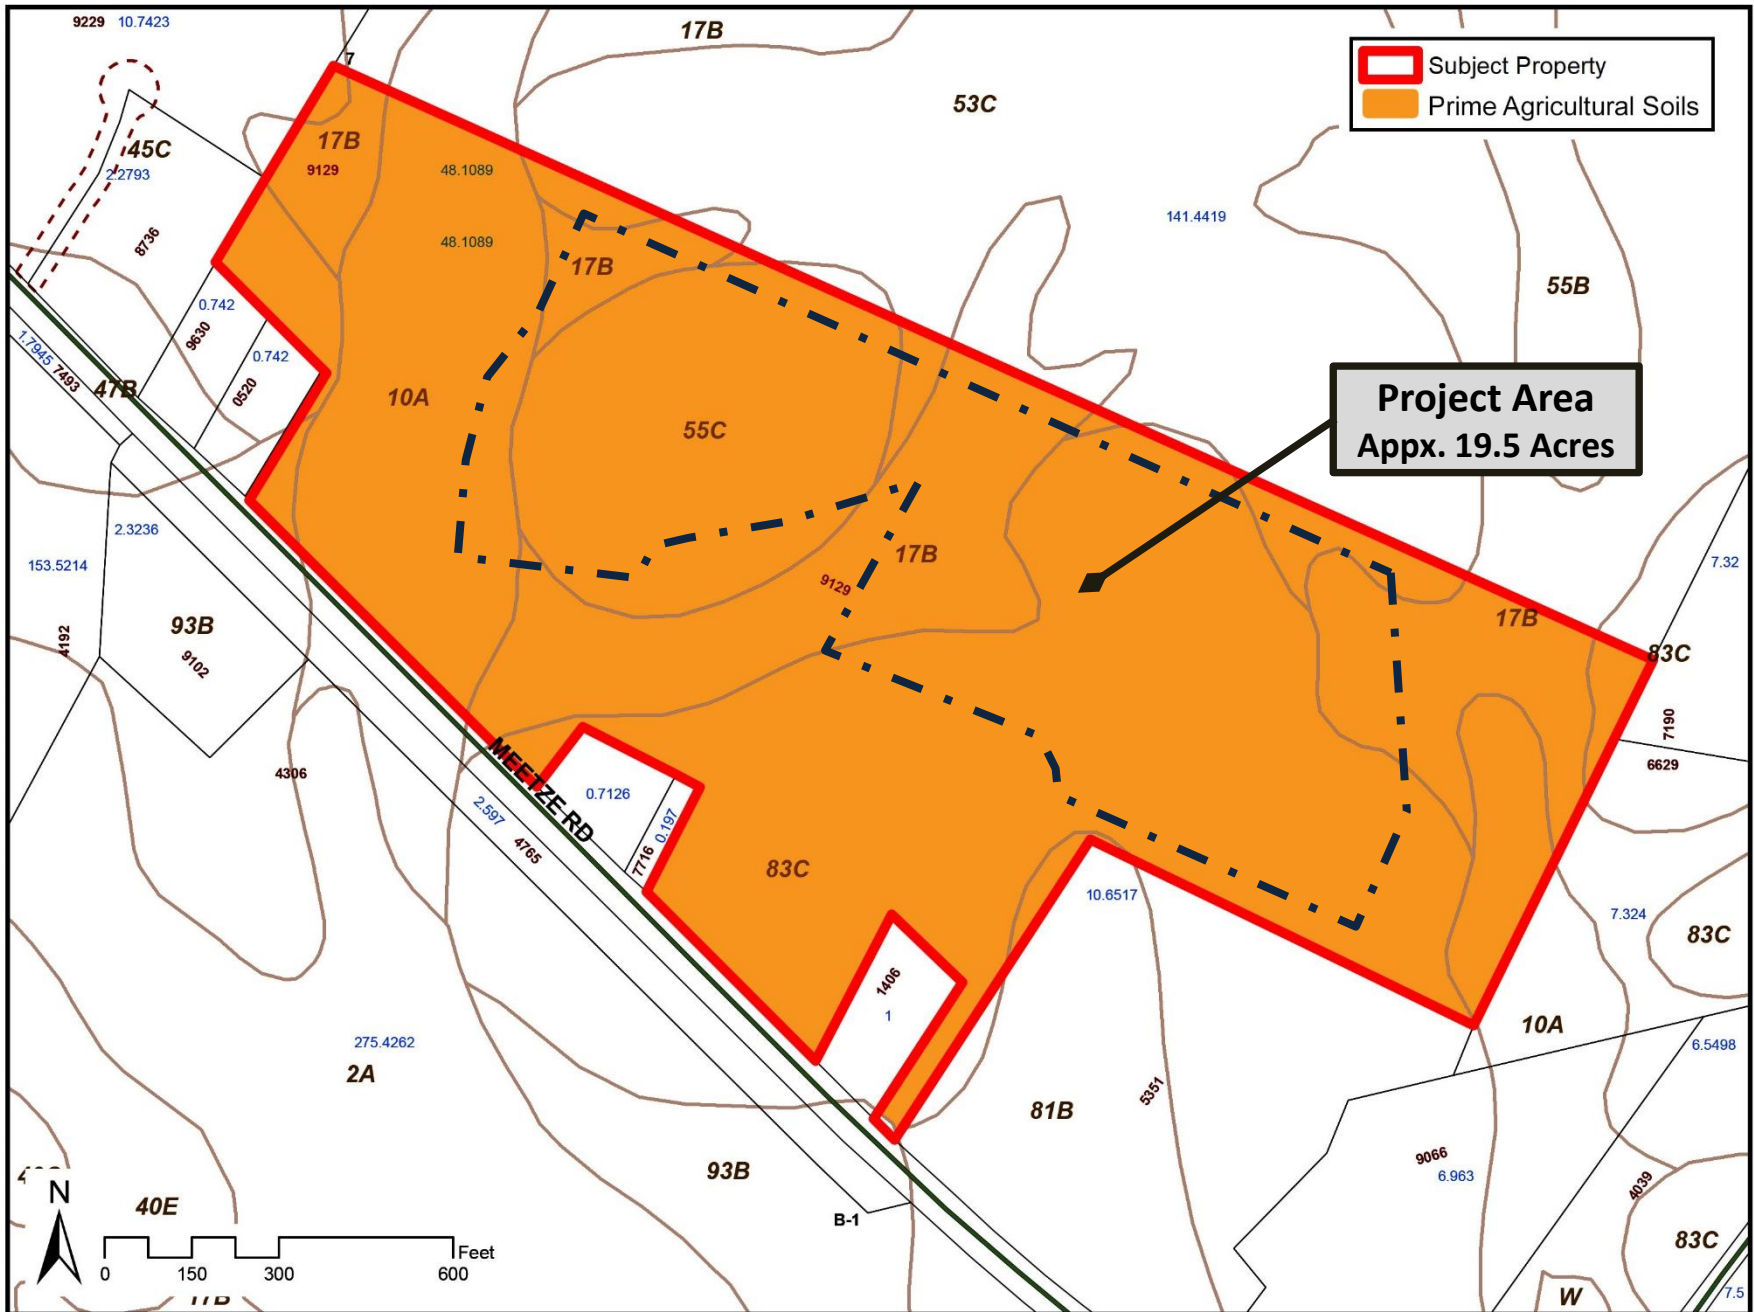 9229 10.7423
17B
7
Subject Property
Prime Agricultural Soils
53C
45C
17B
9129
48.1089
2.2793
141.4419
8736
48.1089
17B
55B
0.742
9630
0.742
0520
1.7945
7493
47B
10A
55C
Project Area
Appx. 19.5 Acres
2.3236
153.5214
17B
9129
7.32
93B
4192
9102
17B
83C
7190
6629
4306
MEETZE RD
0.7126
2.597
4765
0.197
7716
83C
10.6517
7.324
83C
1406
1
10A
275.4262
2A
6.5498
5351
81B
93B
9066
6.963
4039
N
40E
B-1
83C
Feet
0 150 300 600
17B
W
7.5